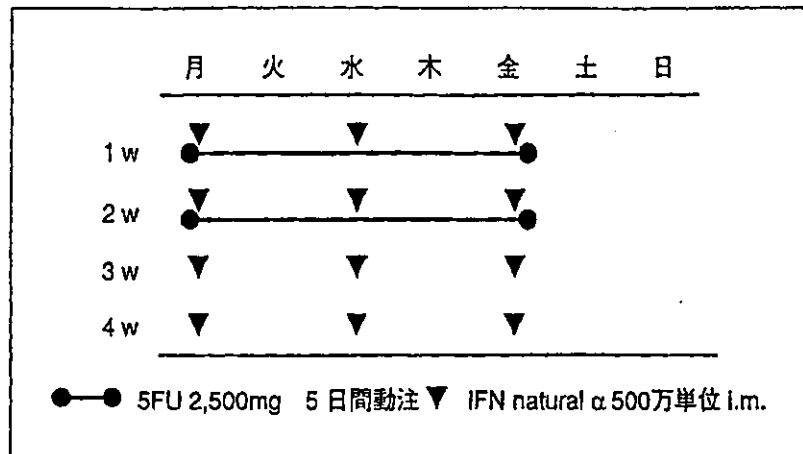 月 火 水 木 金 土 日
1 w
2 w
3 w
4 w
5FU 2,500mg 5日間動注 ▼ IFN natural α 500万単位 i.m.